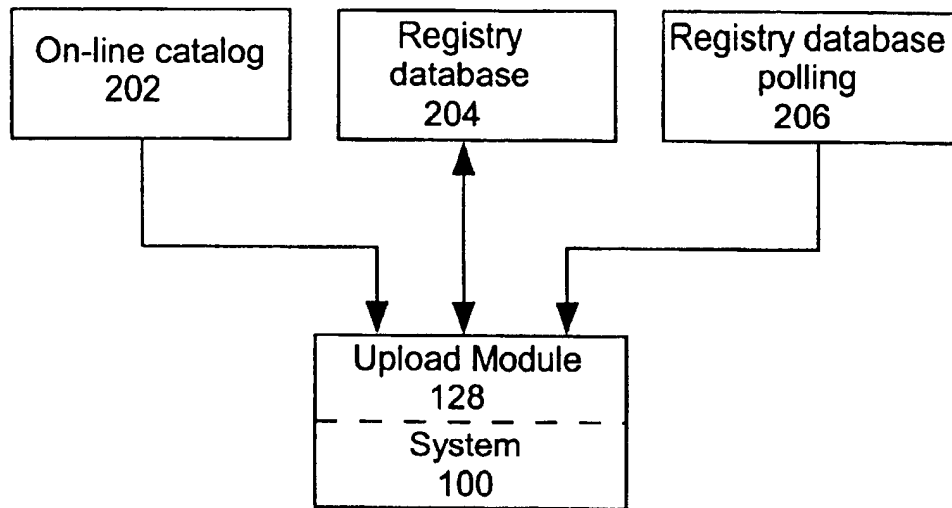 On-line catalog
202
Registry
database
204
Registry database
polling
206
Upload Module
128
System
100